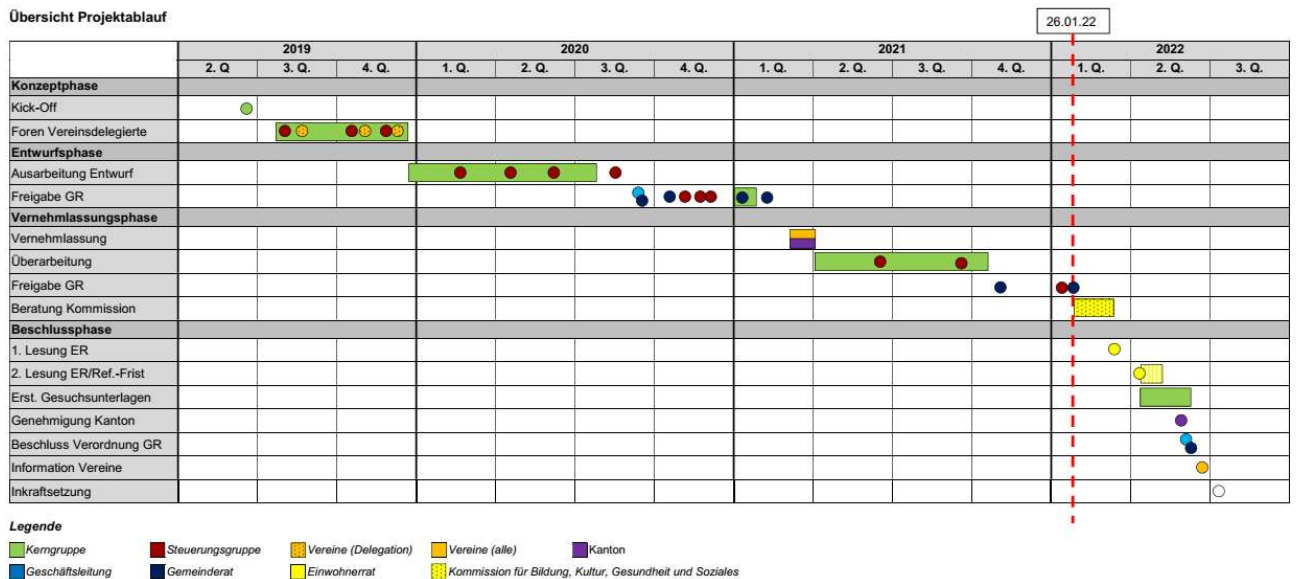 Übersicht Projektablauf
26.01.22
2019 2020 2021 2022
2. Q 3. Q. 4. Q. 1. Q. 2. Q. 3. Q. 4. Q. 1. Q. 2. Q. 3. Q. 4. Q. 1. Q. 2. Q. 3. Q.
Konzeptphase
Kick-Off
Foren Vereinsdelegierte
Entwurfsphase
Ausarbeitung Entwurf
Freigabe GR
Vernehmlassungsphase
Vernehmlassung
Überarbeitung
Freigabe GR
Beratung Kommission
Beschlussphase
1. Lesung ER
2. Lesung ER/Ref.-Frist
Erst. Gesuchsunterlagen
Genehmigung Kanton
Beschluss Verordnung GR
Information Vereine
Inkraftsetzung
Legende
Kerngruppe Steuerungsgruppe Vereine (Delegation) Vereine (alle) Kanton
Geschäftsleitung Gemeinderat Einwohnerrat Kommission für Bildung, Kultur, Gesundheit und Soziales